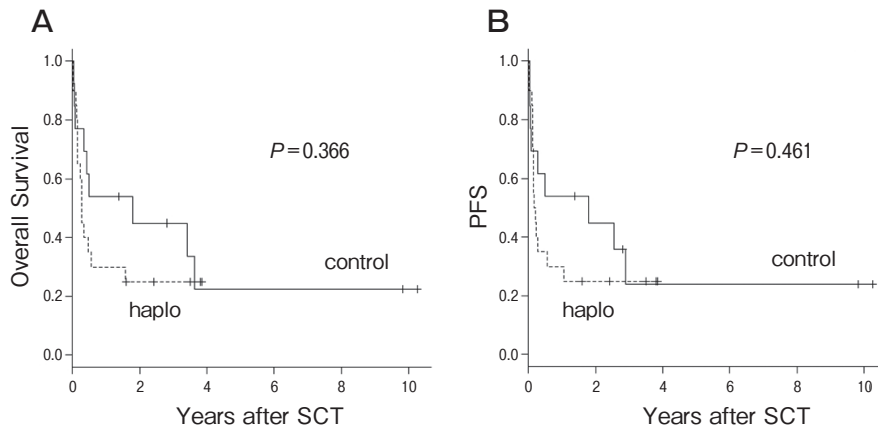 A
Overall Survival
1.0
0.8
0.6
0.4
0.2
0.0
P=0.366
control
haplo
0 2 4 6 8 10
Years after SCT
B
PFS
1.0
0.8
0.6
0.4
0.2
0.0
P=0.461
control
haplo
0 2 4 6 8 10
Years after SCT